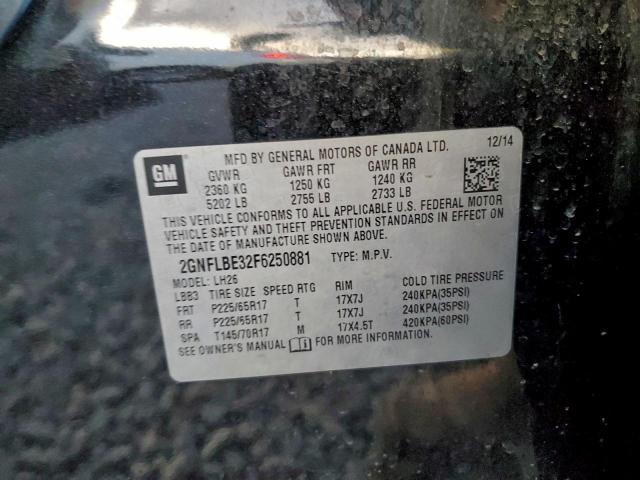 GM
MFD BY GENERAL MOTORS OF CANADA LTD. 12/14
GVWR GAWR FRT GAWR RR
2360 KG 1250 KG 1240 KG
5202 LB 2755 LB 2733 LB
THIS VEHICLE CONFORMS TO ALL APPLICABLE U.S. FEDERAL MOTOR
VEHICLE SAFETY AND THEFT PREVENTION STANDARDS IN EFFECT ON
THE DATE OF MANUFACTURE SHOWN ABOVE.
2GNFLBE32F6250881 TYPE: M.P.V.
MODEL: LH26
LBB3 TIRE SIZE SPEED RTG RIM COLD TIRE PRESSURE
FRT P225/65R17 T 17X7J 240KPA(35PSI)
RR P225/65R17 T 17X7J 240KPA(35PSI)
SPA T145/70R17 M 17X4.5T 420KPA(60PSI)
SEE OWNER'S MANUAL FOR MORE INFORMATION.